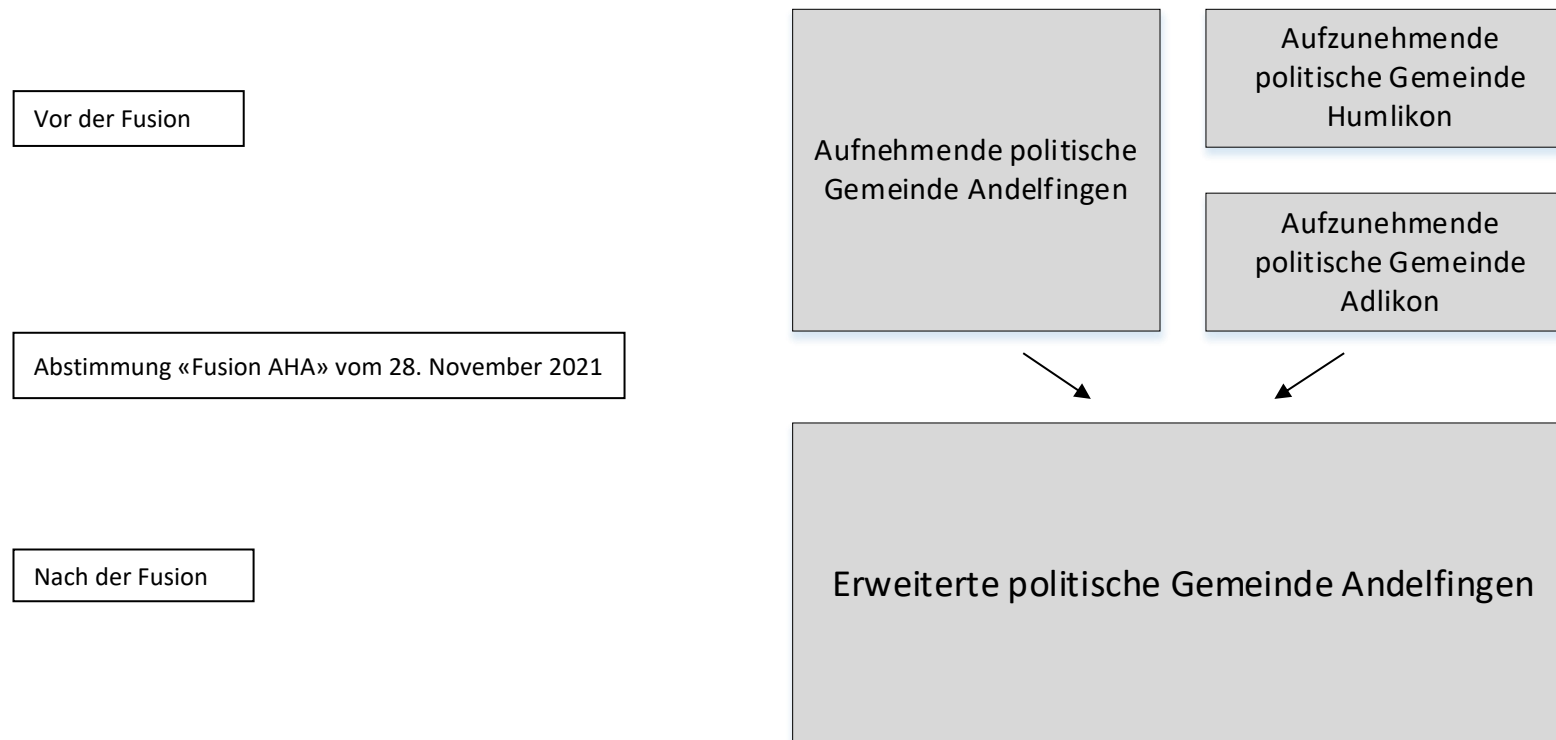 Vor der Fusion
Aufnehmende politische
Gemeinde Andelfingen
Aufzunehmende
politische Gemeinde
Humlikon
Aufzunehmende
politische Gemeinde
Adlikon
Abstimmung «Fusion AHA» vom 28. November 2021
Nach der Fusion
Erweiterte politische Gemeinde Andelfingen